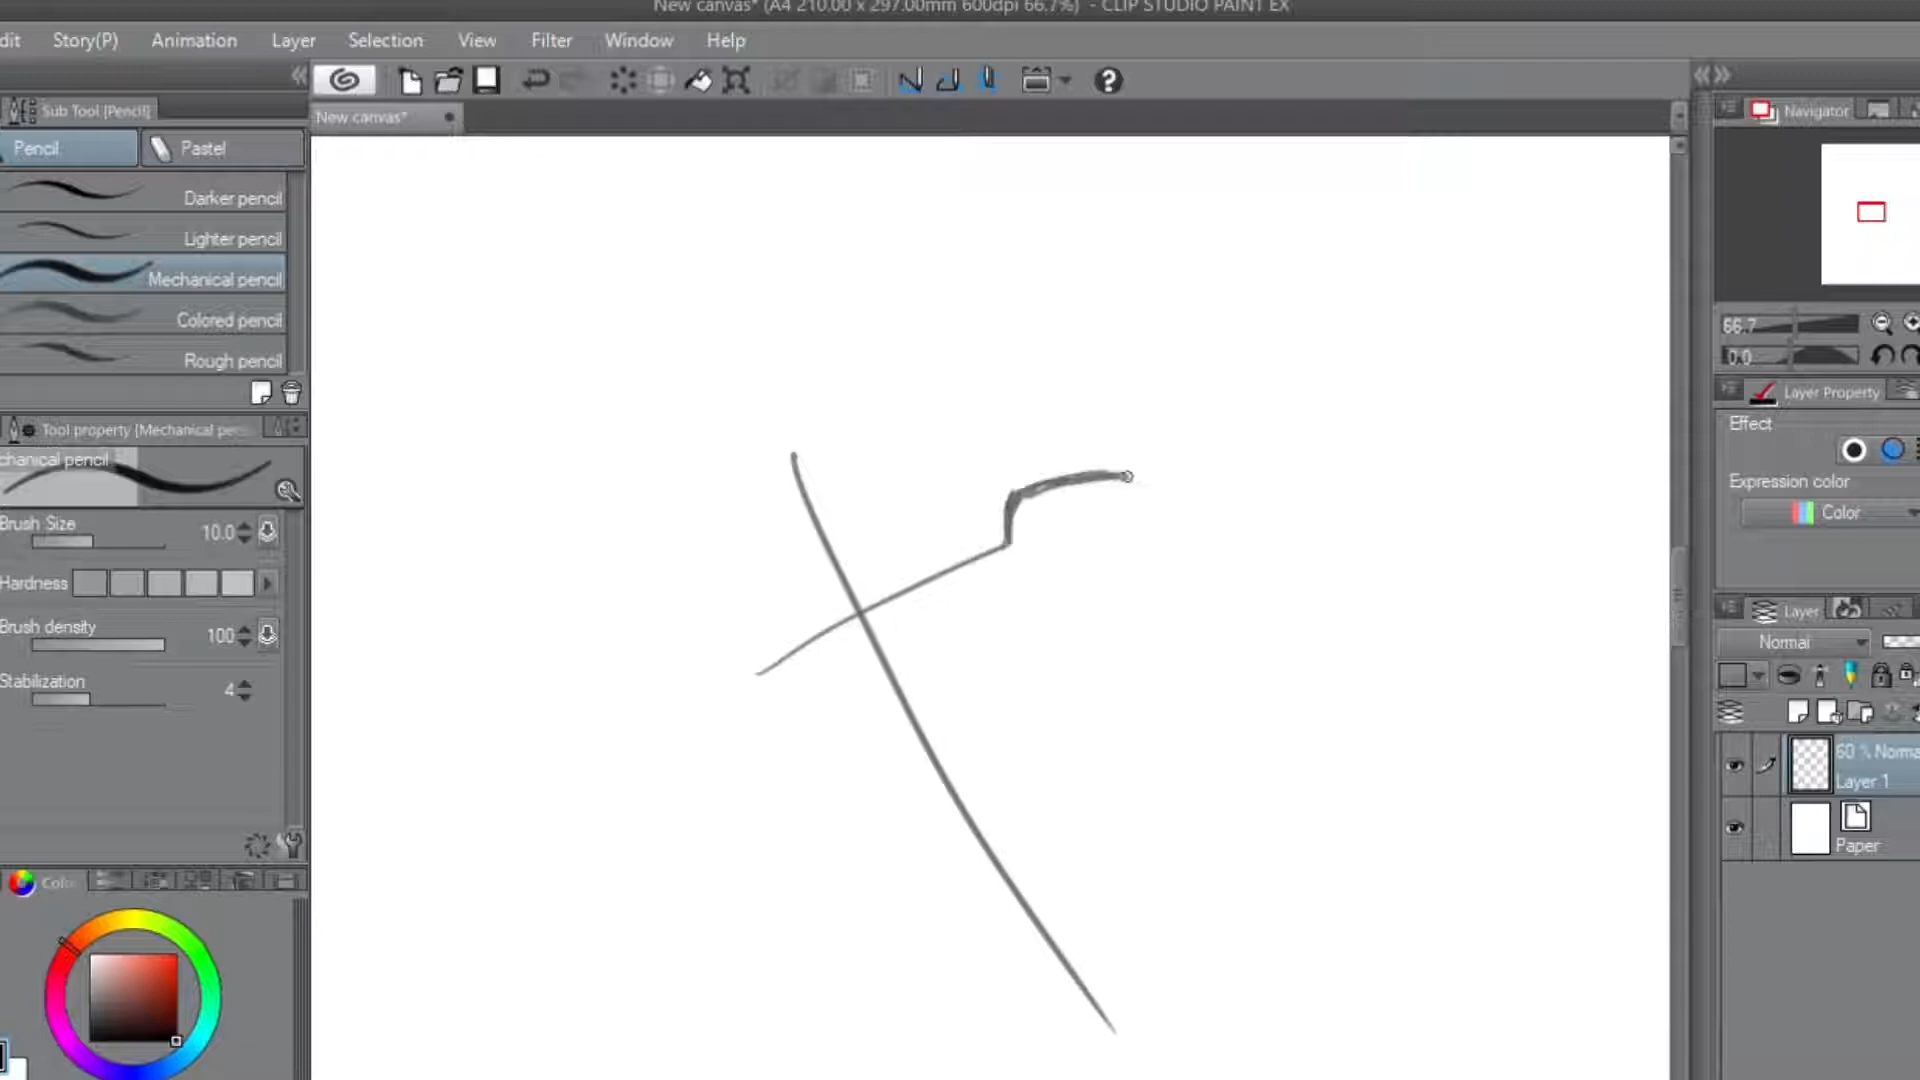 New canvas* (A4 210.00 x 297.00mm 600dpi 66.7%) - CLIP STUDIO PAINT EX
dit Story(P) Animation Layer Selection View Filter Window Help
Sub Tool [Pencil]
New canvas*
Navigator
Pencil Pastel
Darker pencil
Lighter pencil
Mechanical pencil
Colored pencil
Rough pencil
66.7
0.0
Layer Property
Effect
Tool property [Mechanical pe
chanical pencil
Expression color
Color
Brush Size 10.0
Hardness
Brush density 100
Stabilization 4
Layer
Normal
60 % Norma
Layer 1
Paper
Colo